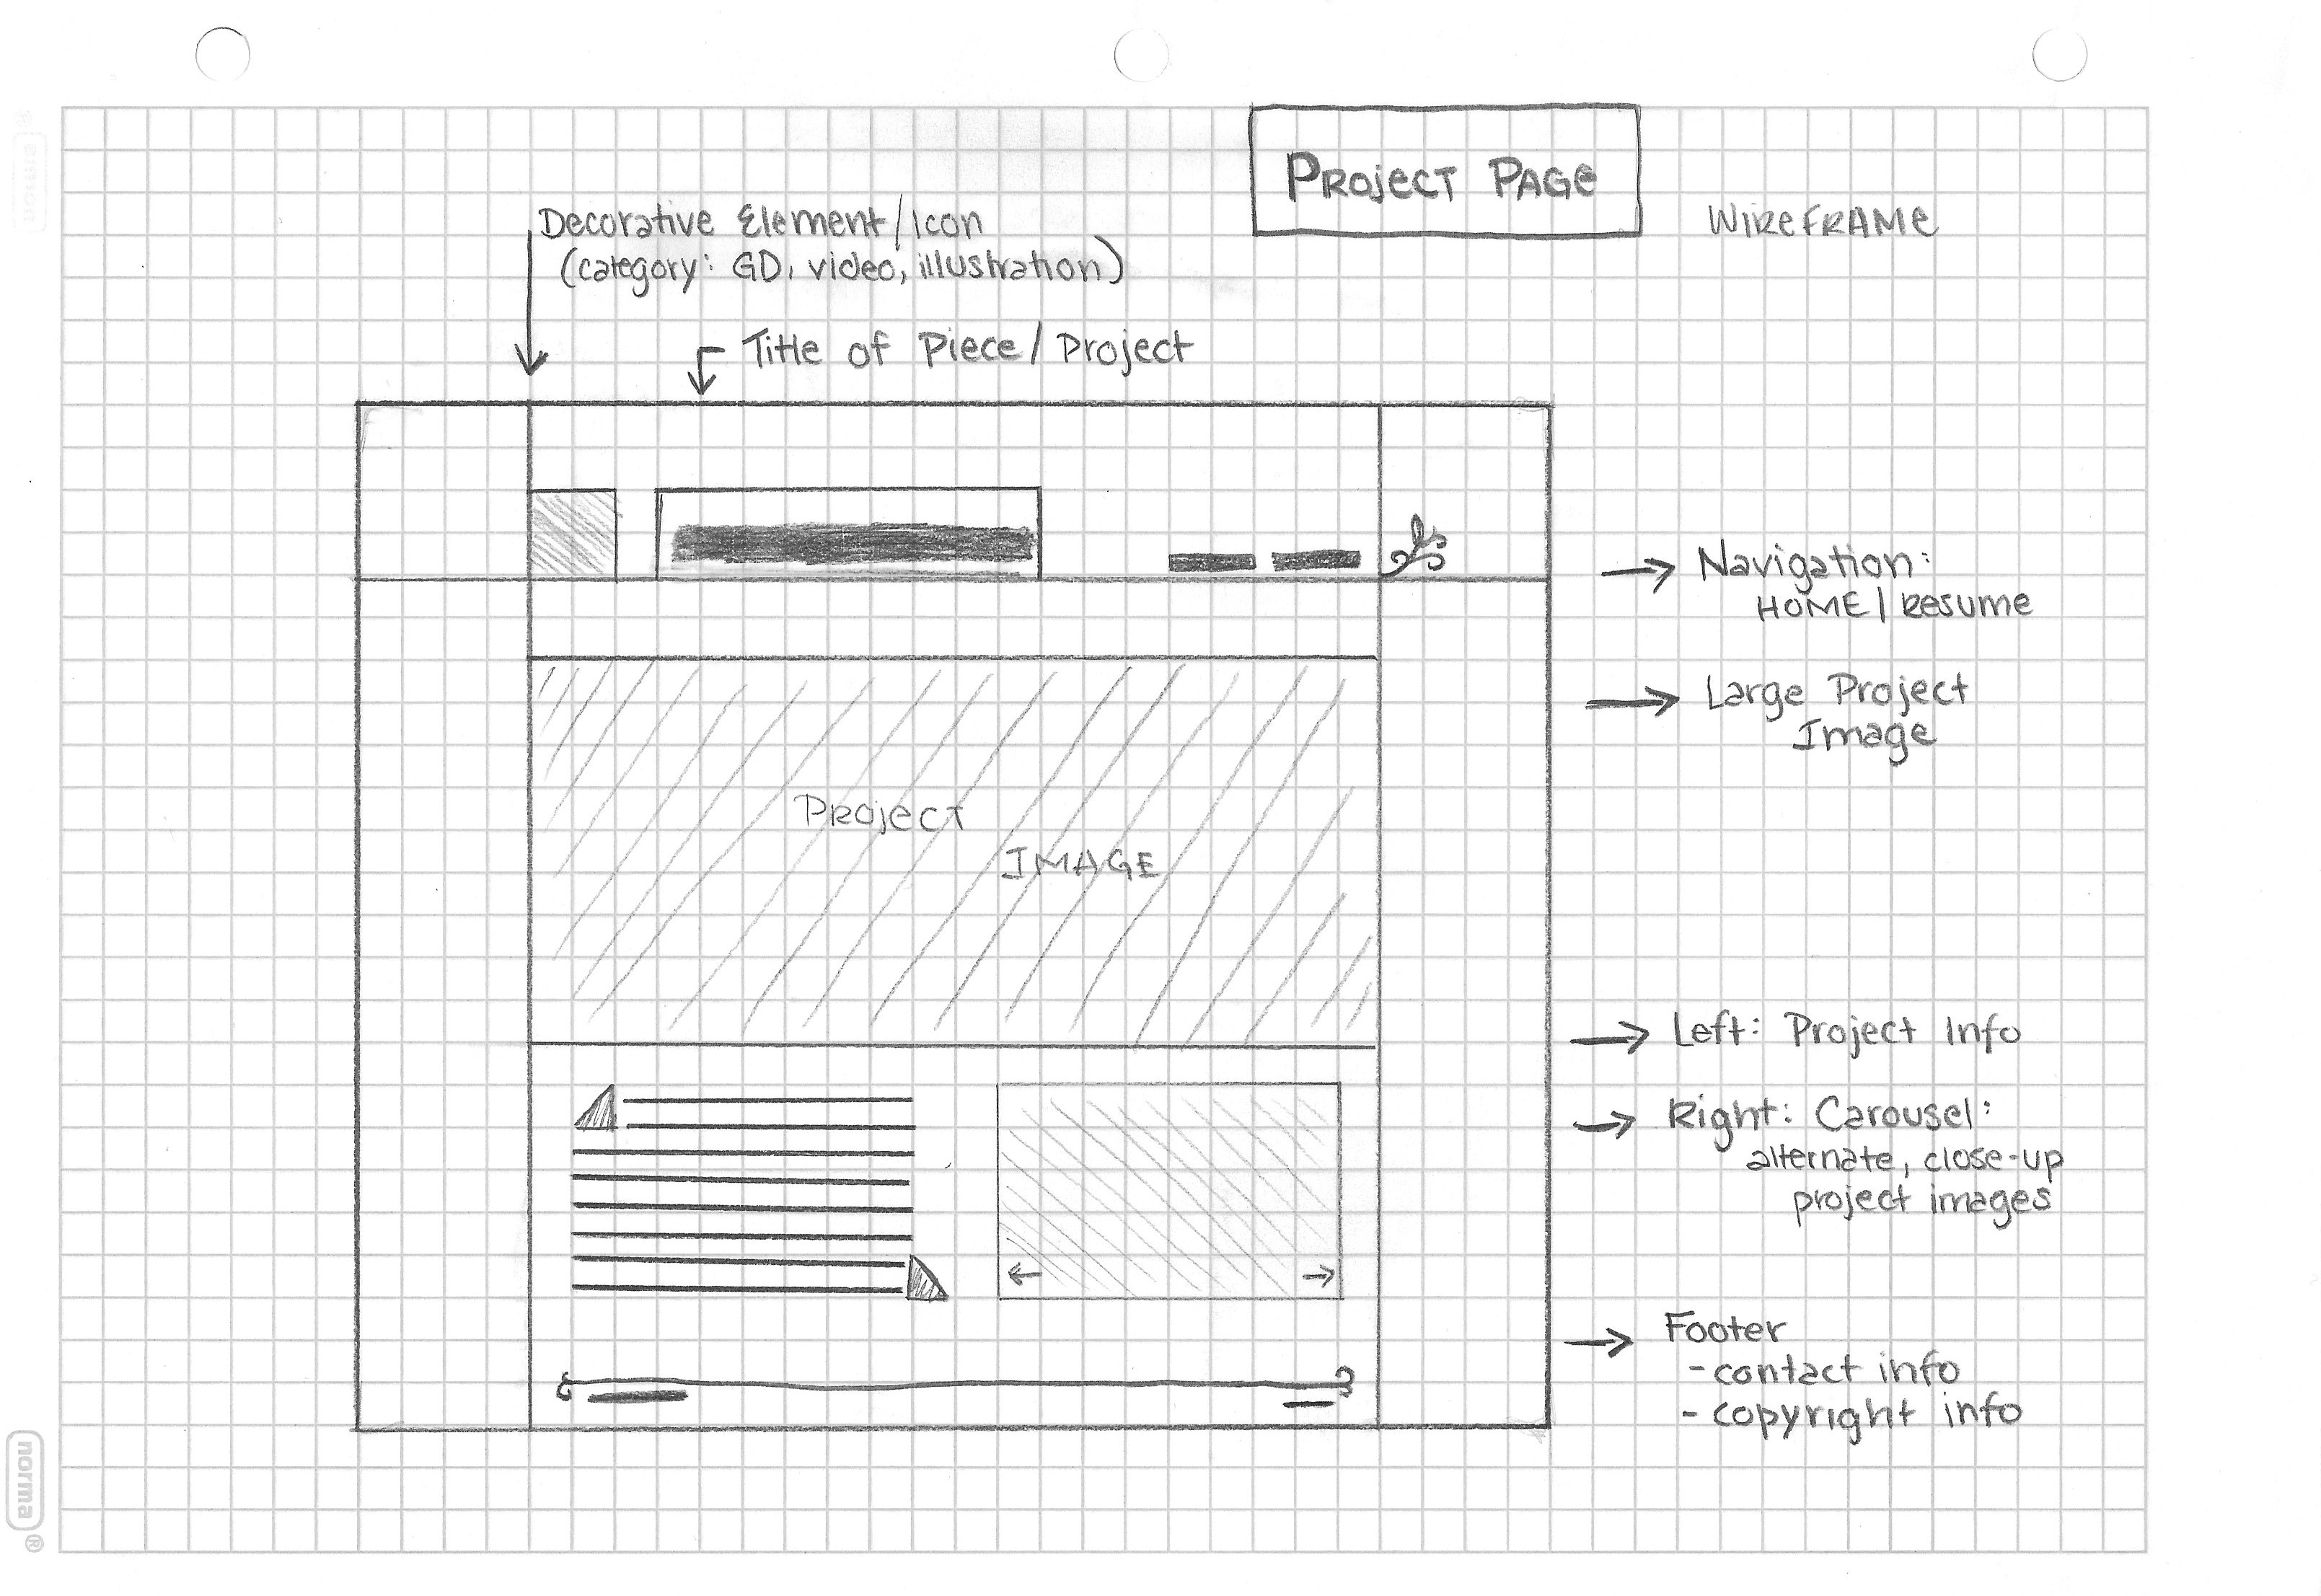 PROJECT PAGE
WIREFRAME
Decorative Element/Icon
(category: GD, video, illustration)
Title of Piece/Project
Navigation:
HOME | Resume
Large Project
Image
PROJECT
IMAGE
Left: Project Info
Right: Carousel:
alternate, close-up
project images
Footer
- contact info
- copyright info
norma®